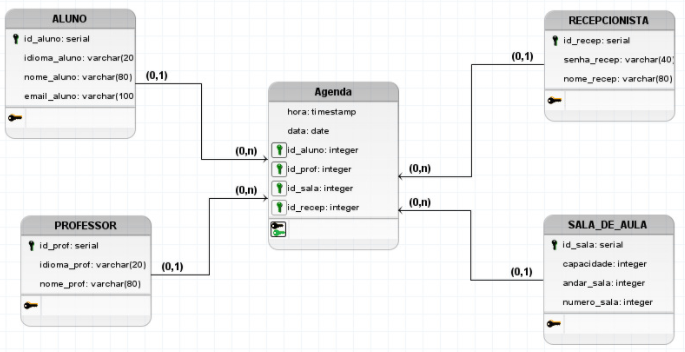 ALUNO
id_aluno: serial
idioma_aluno: varchar(20
nome_aluno: varchar(80)
email_aluno: varchar(100
(0,1)
RECEPCIONISTA
id_recep: serial
senha_recep: varchar(40)
nome_recep: varchar(80)
(0,1)
Agenda
hora: timestamp
data: date
id_aluno: integer
id_prof: integer
id_sala: integer
id_recep: integer
(0,n)
(0,n)
(0,n)
(0,n)
PROFESSOR
id_prof: serial
idioma_prof: varchar(20)
nome_prof: varchar(80)
(0,1)
SALA_DE_AULA
id_sala: serial
capacidade: integer
andar_sala: integer
numero_sala: integer
(0,1)